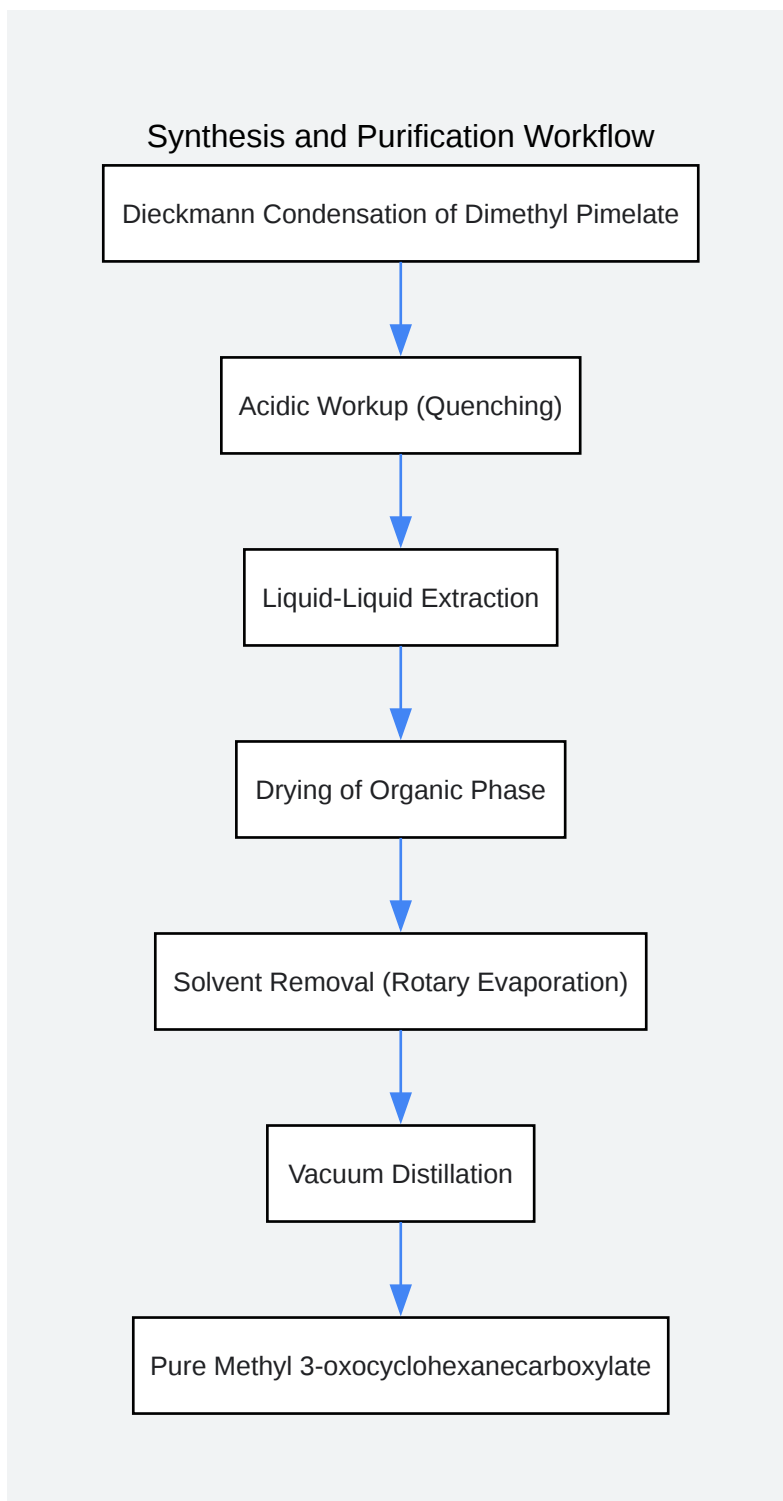 Synthesis and Purification Workflow
Dieckmann Condensation of Dimethyl Pimelate
Acidic Workup (Quenching)
Liquid-Liquid Extraction
Drying of Organic Phase
Solvent Removal (Rotary Evaporation)
Vacuum Distillation
Pure Methyl 3-oxocyclohexanecarboxylate